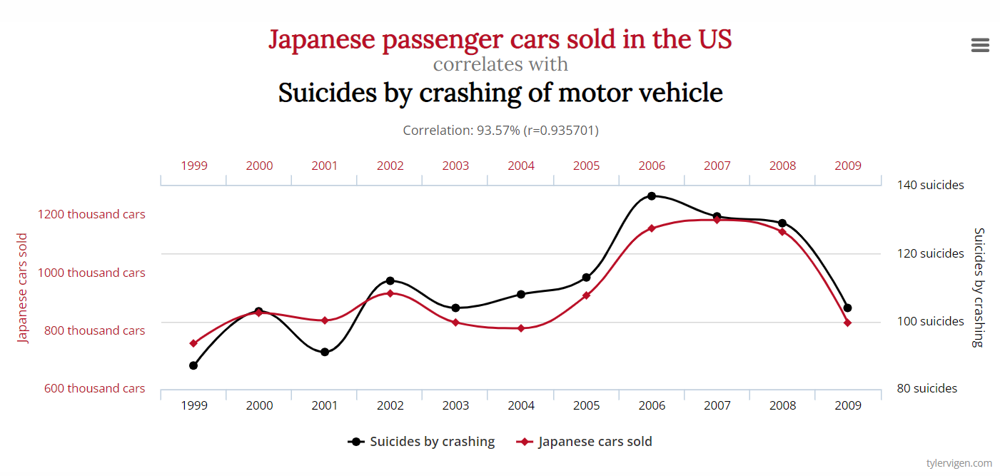 Japanese passenger cars sold in the US
correlates with
Suicides by crashing of motor vehicle
Correlation: 93.57% (r=0.935701)
1999 2000 2001 2002 2003 2004 2005 2006 2007 2008 2009
Japanese cars sold
1200 thousand cars
1000 thousand cars
800 thousand cars
600 thousand cars
140 suicides
120 suicides
100 suicides
80 suicides
Suicides by crashing
1999 2000 2001 2002 2003 2004 2005 2006 2007 2008 2009
Suicides by crashing Japanese cars sold
tylervigen.com